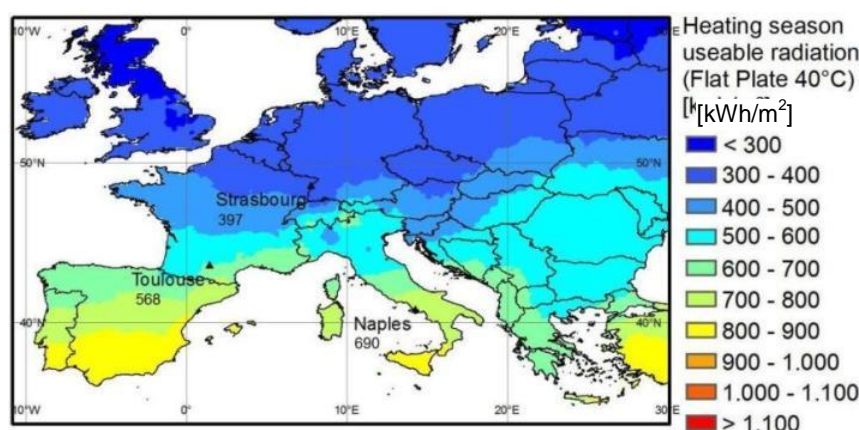 10°W 0° 10°E 20°E 30°E
Heating season
useable radiation
(Flat Plate 40°C)
[kWh/m²]
50°N 50°N
< 300
300 - 400
Strasbourg
397
400 - 500
500 - 600
Toulouse
568
600 - 700
700 - 800
40°N 40°N
Naples
690
800 - 900
900 - 1.000
1.000 - 1.100
> 1.100
10°W 0° 10°E 20°E 30°E